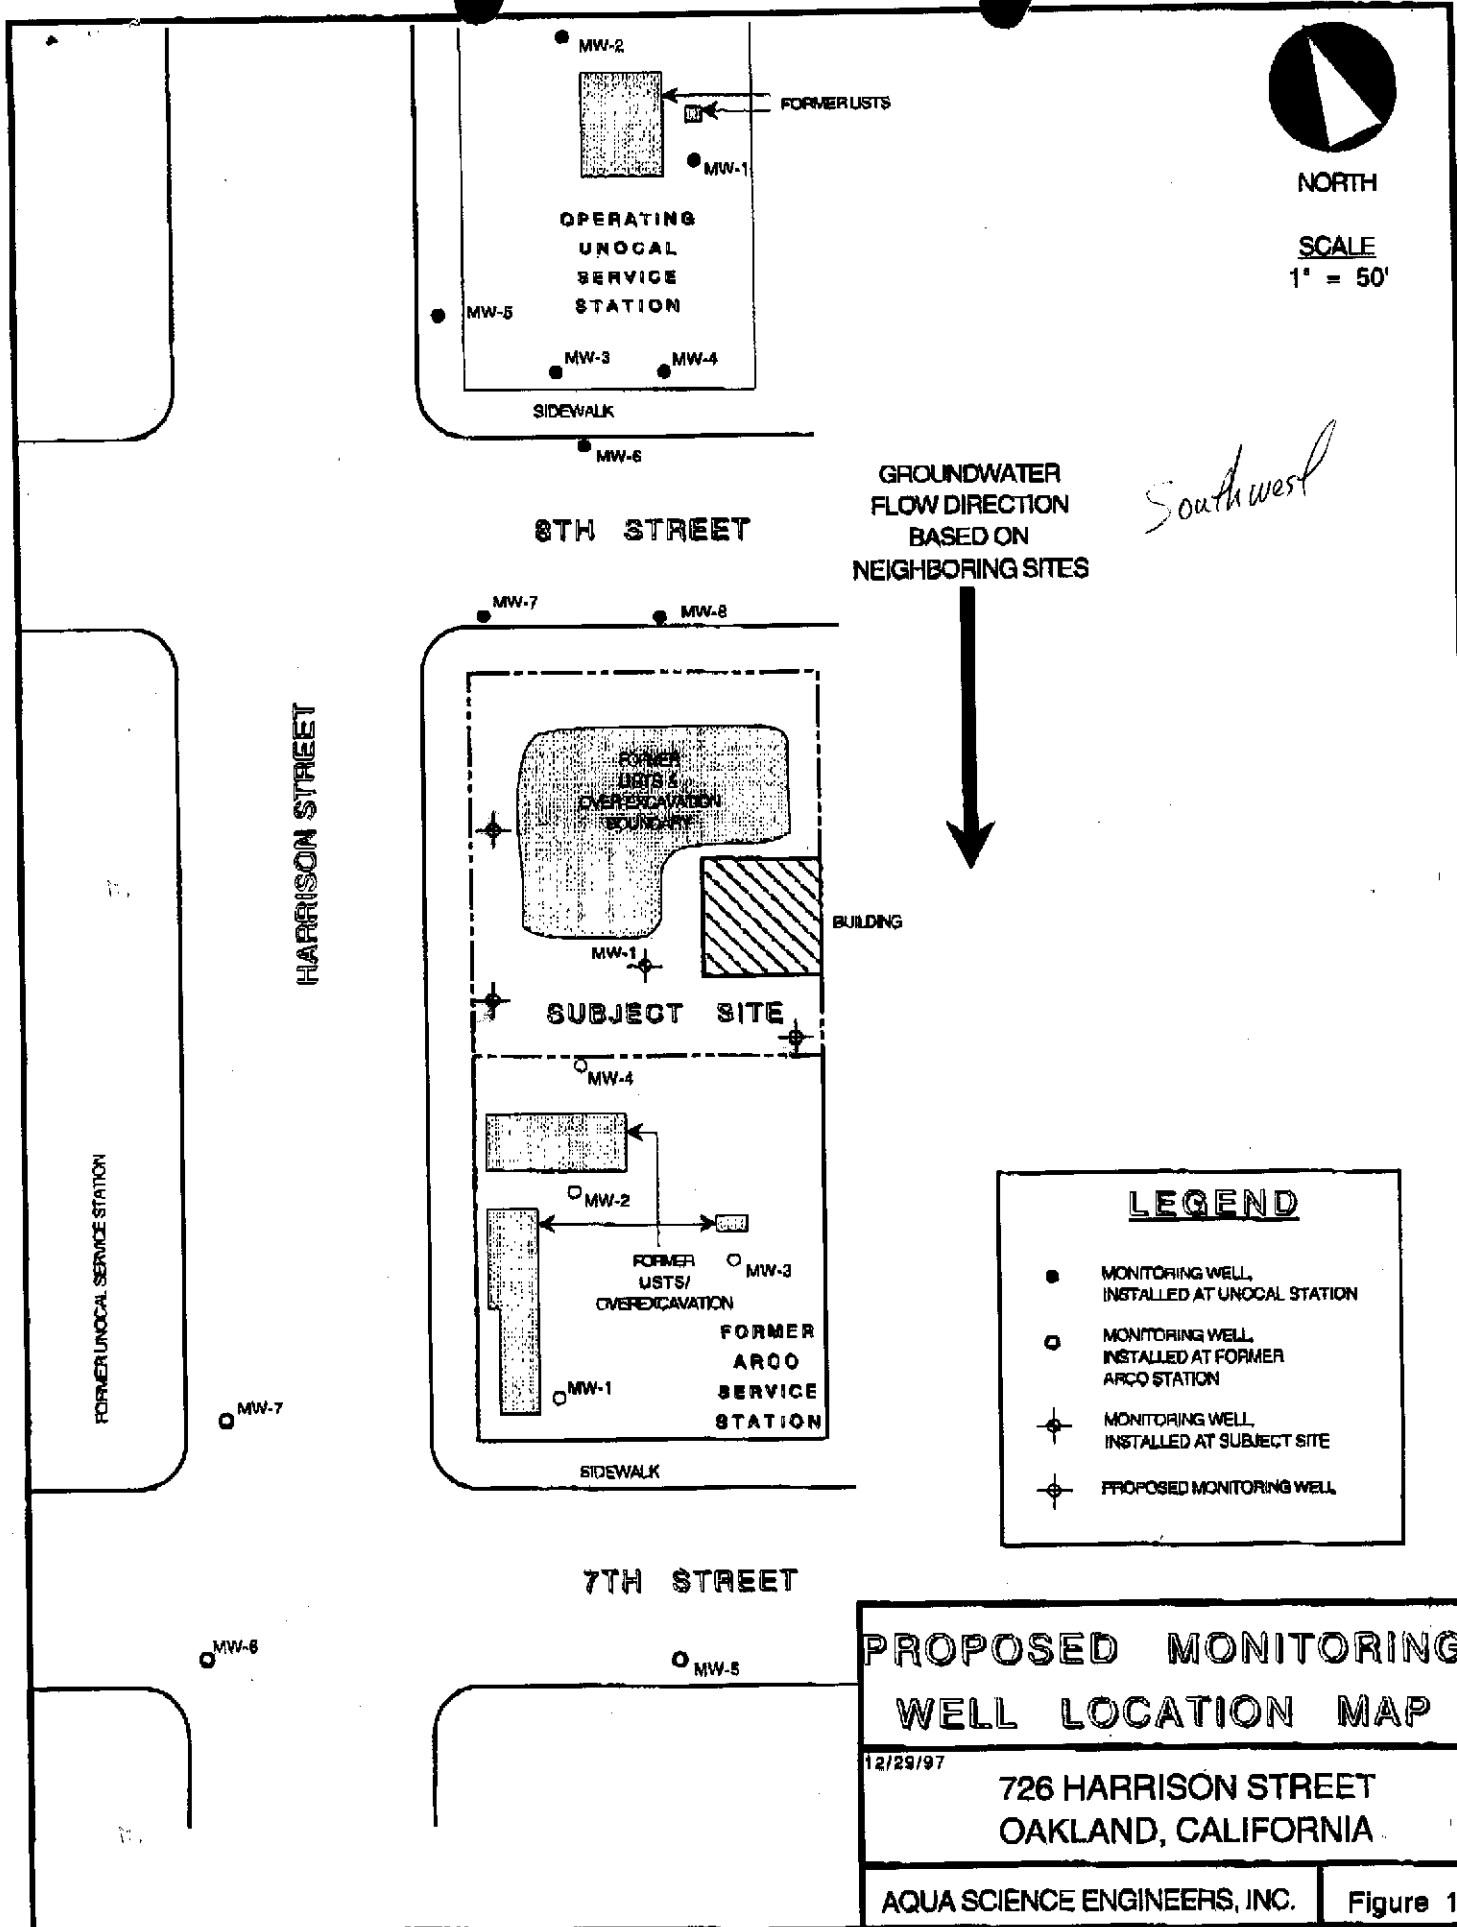 MW-2
FORMER USTS
MW-1
OPERATING
UNOCAL
SERVICE
STATION
MW-5
MW-3
MW-4
SIDEWALK
MW-6
NORTH
SCALE
1" = 50'
8TH STREET
GROUNDWATER
FLOW DIRECTION
BASED ON
NEIGHBORING SITES
Southwest
MW-7
MW-8
HARRISON STREET
FORMER
USTS &
OVEREXCAVATION
BOUNDARY
BUILDING
MW-1
SUBJECT SITE
MW-4
MW-2
FORMER
USTS/
OVEREXCAVATION
MW-3
FORMER
ARCO
SERVICE
STATION
MW-1
SIDEWALK
FORMER UNOCAL SERVICE STATION
MW-7
7TH STREET
MW-6
MW-5
LEGEND
MONITORING WELL,
INSTALLED AT UNOCAL STATION
MONITORING WELL,
INSTALLED AT FORMER
ARCO STATION
MONITORING WELL,
INSTALLED AT SUBJECT SITE
PROPOSED MONITORING WELL
PROPOSED MONITORING
WELL LOCATION MAP
12/29/97
726 HARRISON STREET
OAKLAND, CALIFORNIA
AQUA SCIENCE ENGINEERS, INC.
Figure 1